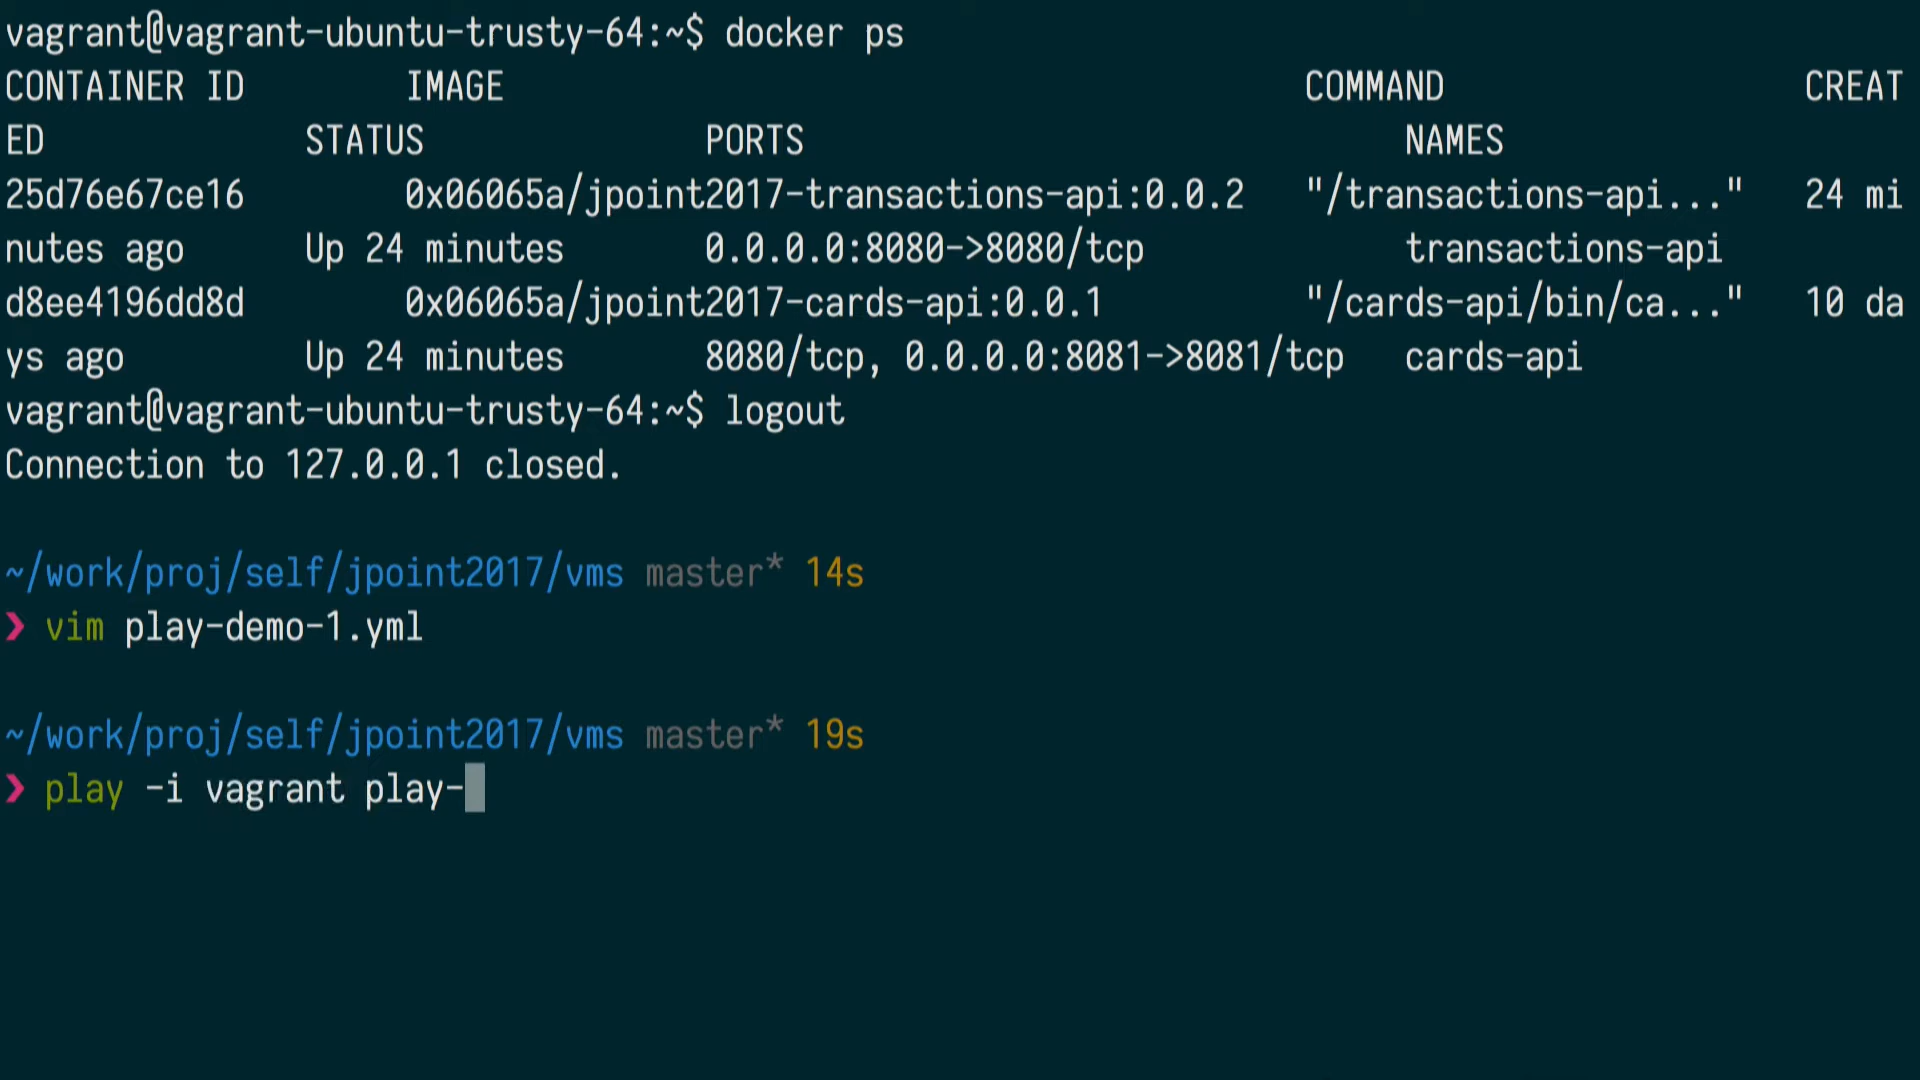 vagrant@vagrant-ubuntu-trusty-64:~$ docker ps
CONTAINER ID        IMAGE                                        COMMAND                  CREAT
ED             STATUS              PORTS                              NAMES
25d76e67ce16        0x06065a/jpoint2017-transactions-api:0.0.2   "/transactions-api..."   24 mi
nutes ago      Up 24 minutes       0.0.0.0:8080->8080/tcp             transactions-api
d8ee4196dd8d        0x06065a/jpoint2017-cards-api:0.0.1          "/cards-api/bin/ca..."   10 da
ys ago         Up 24 minutes       8080/tcp, 0.0.0.0:8081->8081/tcp   cards-api
vagrant@vagrant-ubuntu-trusty-64:~$ logout
Connection to 127.0.0.1 closed.
~/work/proj/self/jpoint2017/vms master* 14s
❯ vim play-demo-1.yml
~/work/proj/self/jpoint2017/vms master* 19s
❯ play -i vagrant play-